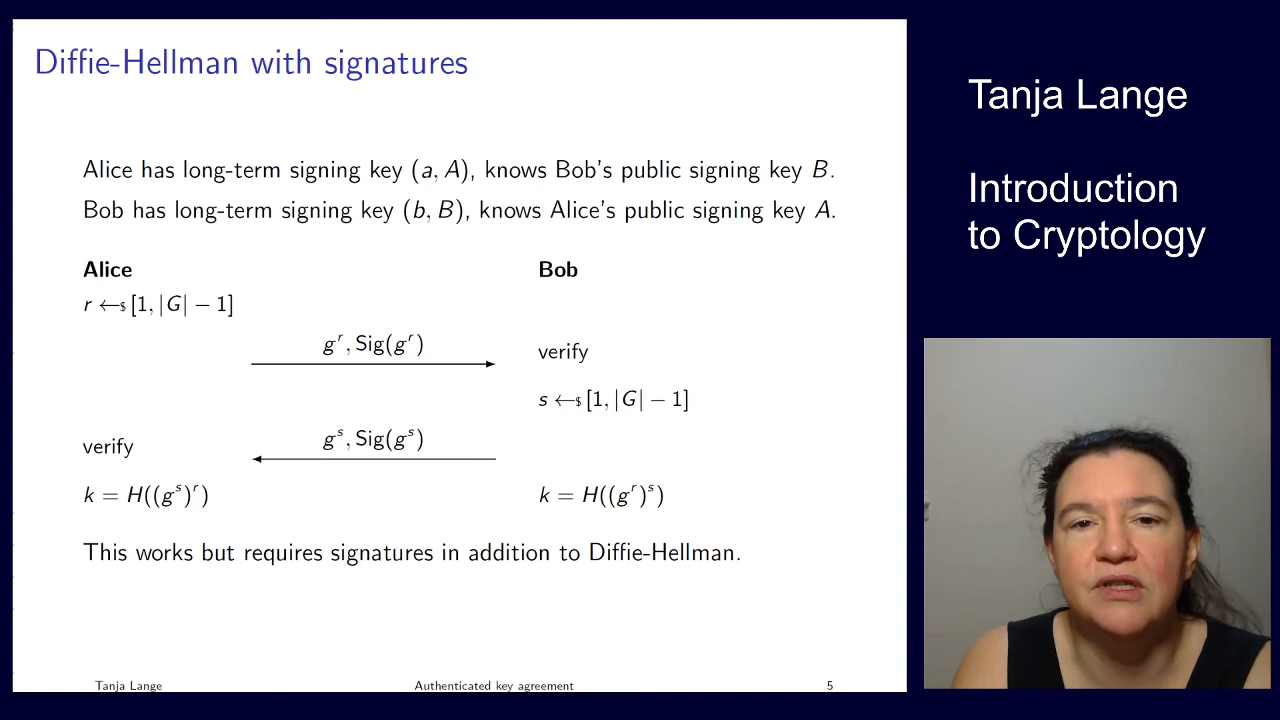 Diffie-Hellman with signatures
Alice has long-term signing key (a, A), knows Bob's public signing key B.
Bob has long-term signing key (b, B), knows Alice's public signing key A.
Alice
Bob
r ←$ [1, |G| − 1]
g^r, Sig(g^r)
verify
s ←$ [1, |G| − 1]
g^s, Sig(g^s)
verify
k = H((g^s)^r)
k = H((g^r)^s)
This works but requires signatures in addition to Diffie-Hellman.
Tanja Lange
Authenticated key agreement
5
Tanja Lange
Introduction
to Cryptology